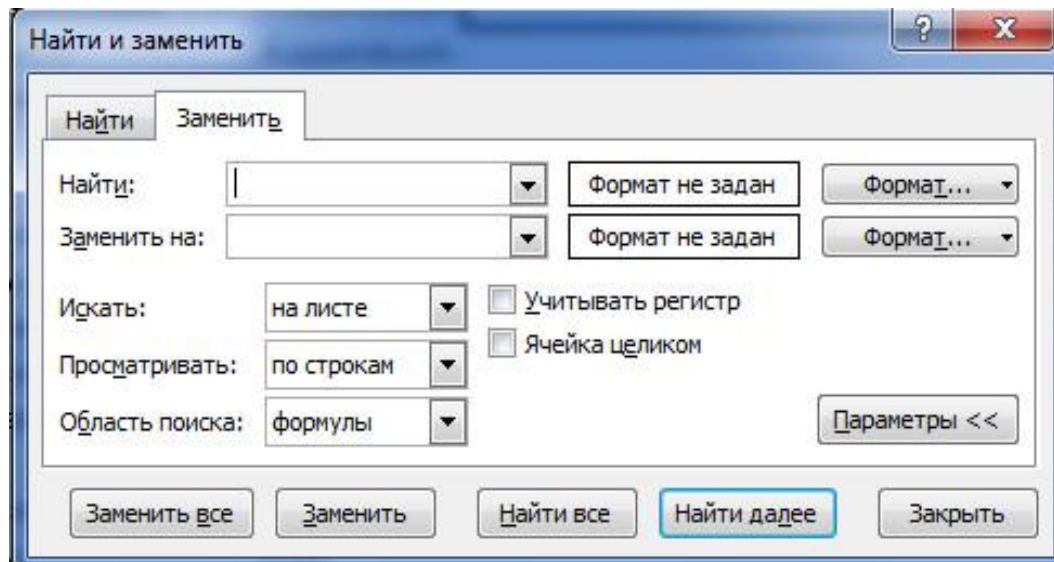 Найти и заменить
?
X
Найти
Заменить
Найти:
Формат не задан
Формат...
Заменить на:
Формат не задан
Формат...
Искать:
на листе
Учитывать регистр
Ячейка целиком
Просматривать:
по строкам
Область поиска:
формулы
Параметры <<
Заменить все
Заменить
Найти все
Найти далее
Закрыть